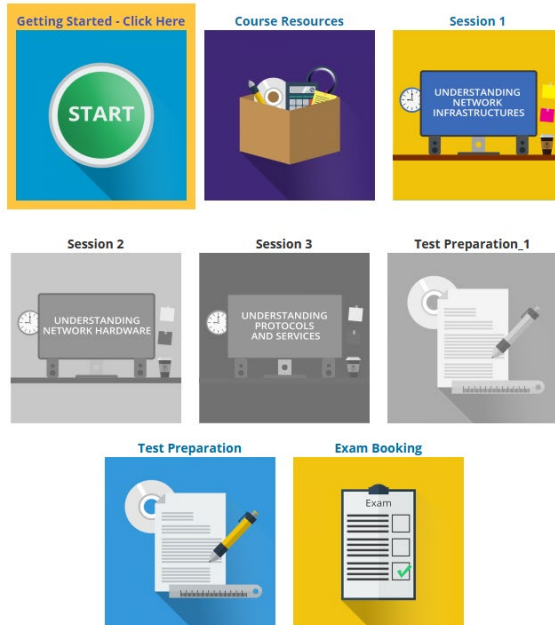 Getting Started - Click Here
START
Course Resources
Session 1
UNDERSTANDING
NETWORK
INFRASTRUCTURES
Session 2
UNDERSTANDING
NETWORK HARDWARE
Session 3
UNDERSTANDING
PROTOCOLS
AND SERVICES
Test Preparation_1
Test Preparation
Exam Booking
Exam